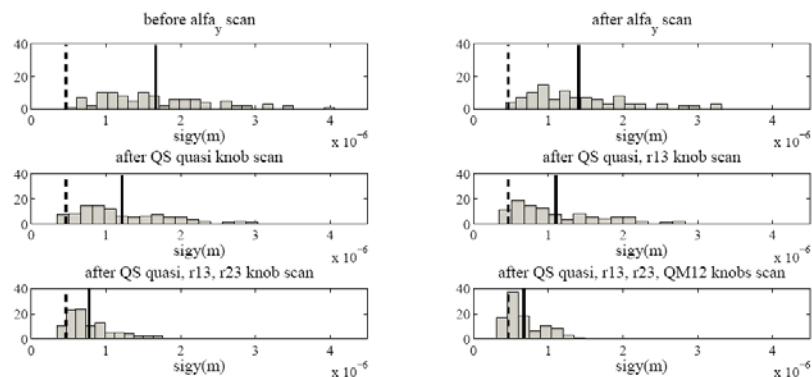 before alfa_y scan
after alfa_y scan
40
20
0
0 1 2 3 4
sigy(m)
x 10^-6
40
20
0
0 1 2 3 4
sigy(m)
x 10^-6
after QS quasi knob scan
after QS quasi, r13 knob scan
40
20
0
0 1 2 3 4
sigy(m)
x 10^-6
40
20
0
0 1 2 3 4
sigy(m)
x 10^-6
after QS quasi, r13, r23 knob scan
after QS quasi, r13, r23, QM12 knobs scan
40
20
0
0 1 2 3 4
sigy(m)
x 10^-6
40
20
0
0 1 2 3 4
sigy(m)
x 10^-6